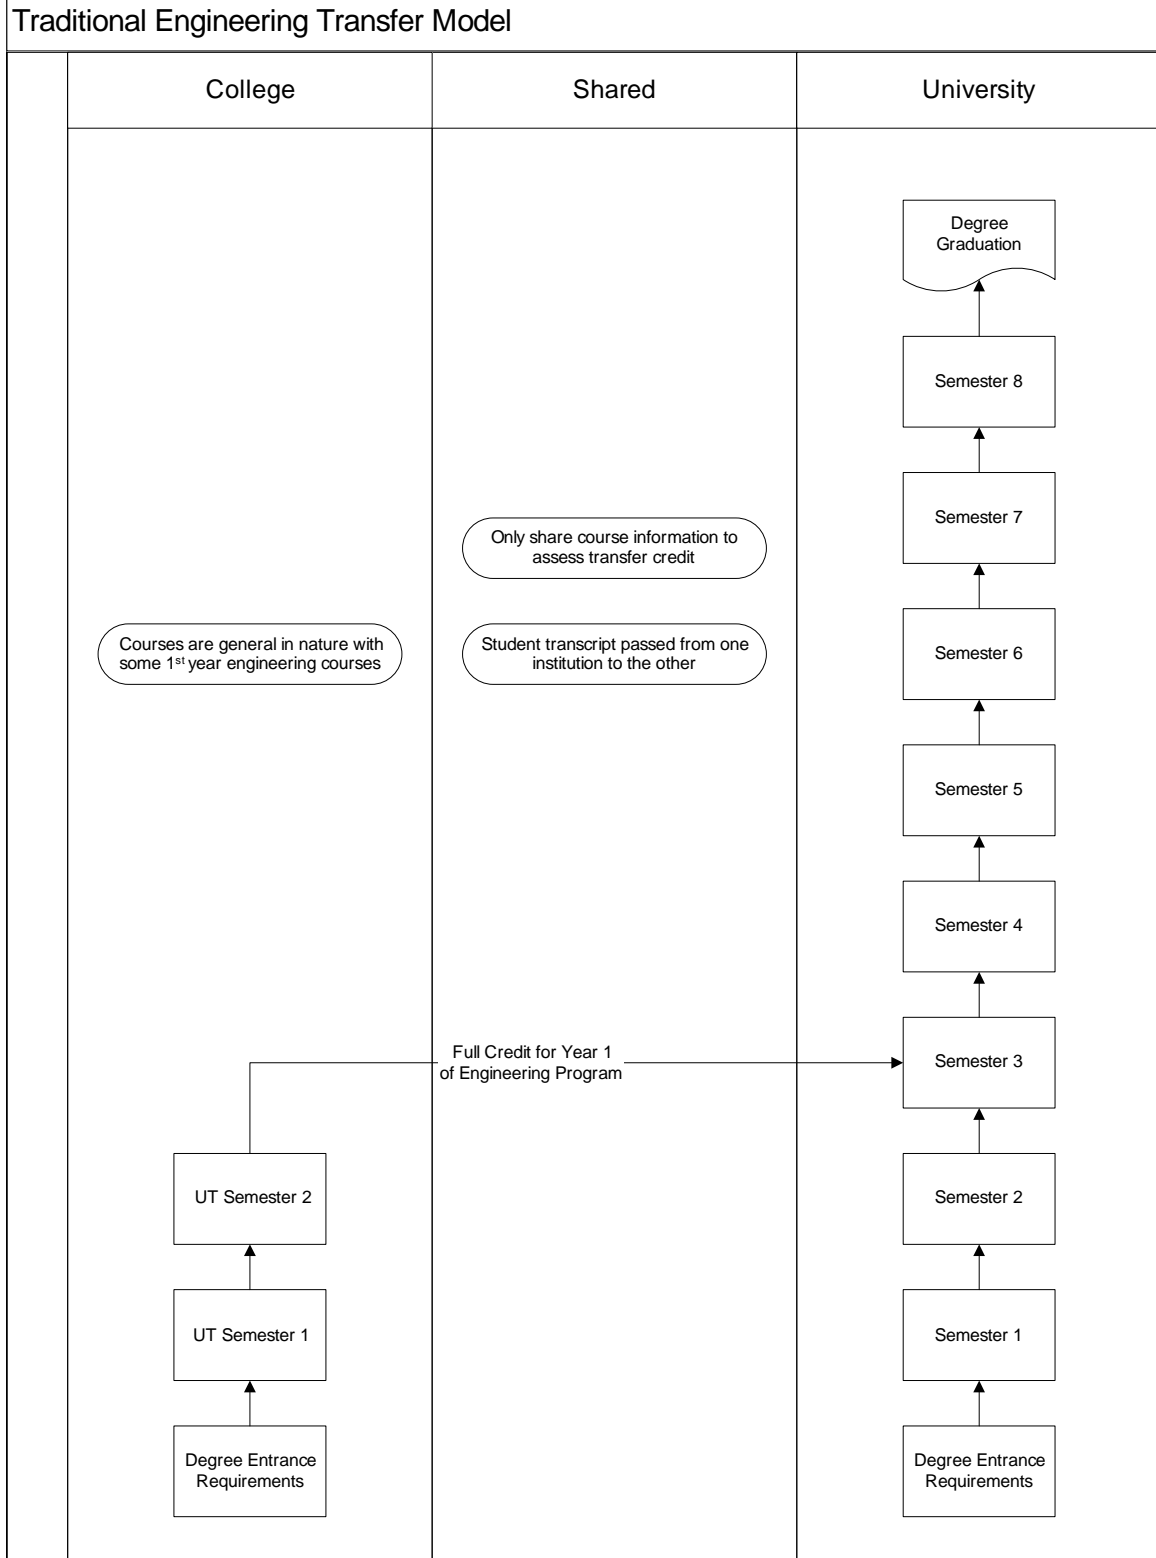 Traditional Engineering Transfer Model
College
Shared
University
Degree
Graduation
Semester 8
Semester 7
Only share course information to
assess transfer credit
Courses are general in nature with
some 1st year engineering courses
Student transcript passed from one
institution to the other
Semester 6
Semester 5
Semester 4
Full Credit for Year 1
of Engineering Program
Semester 3
UT Semester 2
Semester 2
UT Semester 1
Semester 1
Degree Entrance
Requirements
Degree Entrance
Requirements